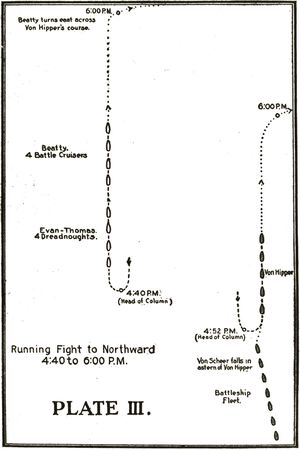 6:00 P.M.
Beatty turns east across
Von Hipper's course.
6:00 P.M.
Beatty.
4 Battle Cruisers
Evan-Thomas.
4 Dreadnoughts.
Von Hipper
4:40 P.M.
(Head of Column)
4:52 P.M.
(Head of Column)
Running Fight to Northward
4:40 to 6:00 P.M.
Von Scheer falls in
astern of Von Hipper
Battleship
Fleet.
PLATE III.